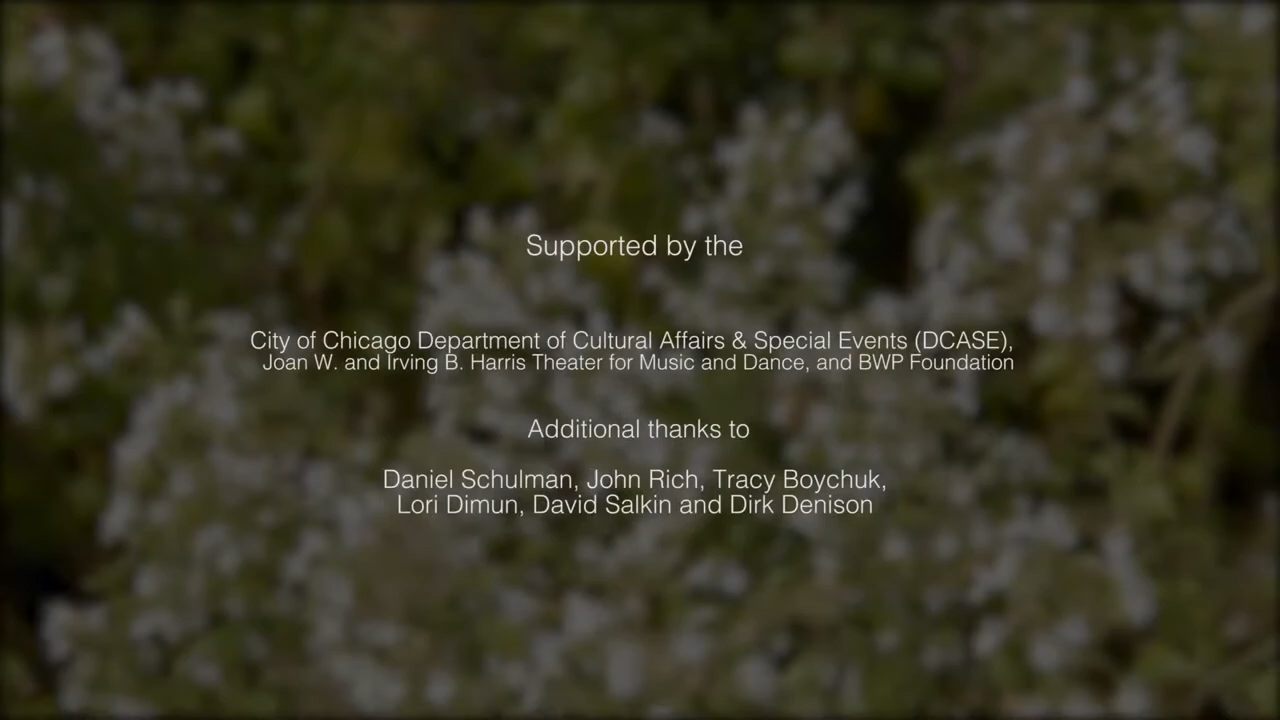 Supported by the
City of Chicago Department of Cultural Affairs & Special Events (DCASE),
Joan W. and Irving B. Harris Theater for Music and Dance, and BWP Foundation
Additional thanks to
Daniel Schulman, John Rich, Tracy Boychuk,
Lori Dimun, David Salkin and Dirk Denison